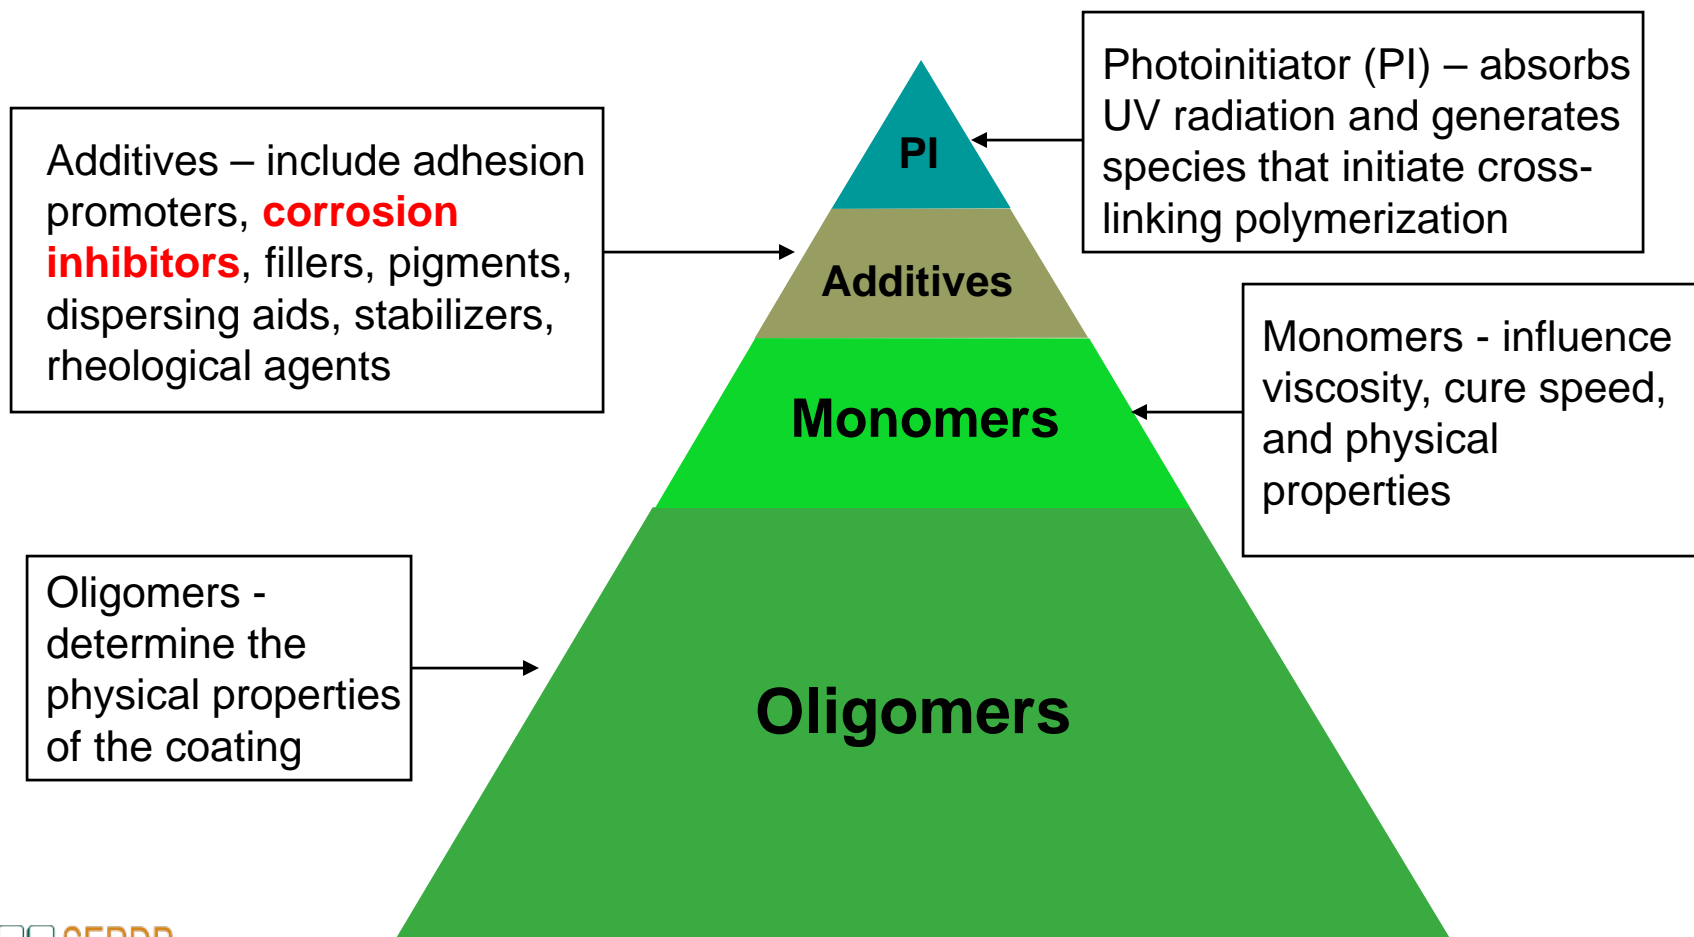 Photoinitiator (PI) – absorbs
UV radiation and generates
species that initiate cross-
linking polymerization
PI
Additives – include adhesion
promoters, corrosion
inhibitors, fillers, pigments,
dispersing aids, stabilizers,
rheological agents
Additives
Monomers - influence
viscosity, cure speed,
and physical
properties
Monomers
Oligomers -
determine the
physical properties
of the coating
Oligomers